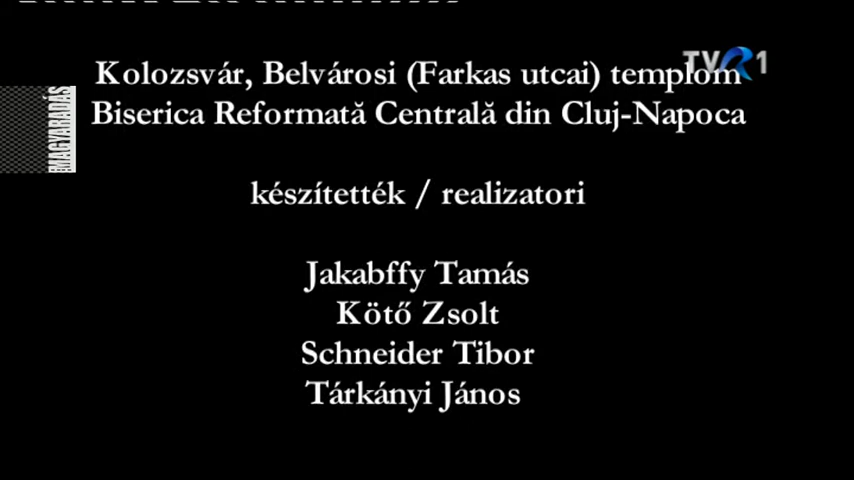 TVR1
Kolozsvár, Belvárosi (Farkas utcai) templom
Biserica Reformată Centrală din Cluj-Napoca
MAGYARADÁS
készítették / realizatori
Jakabffy Tamás
Kötő Zsolt
Schneider Tibor
Tárkányi János